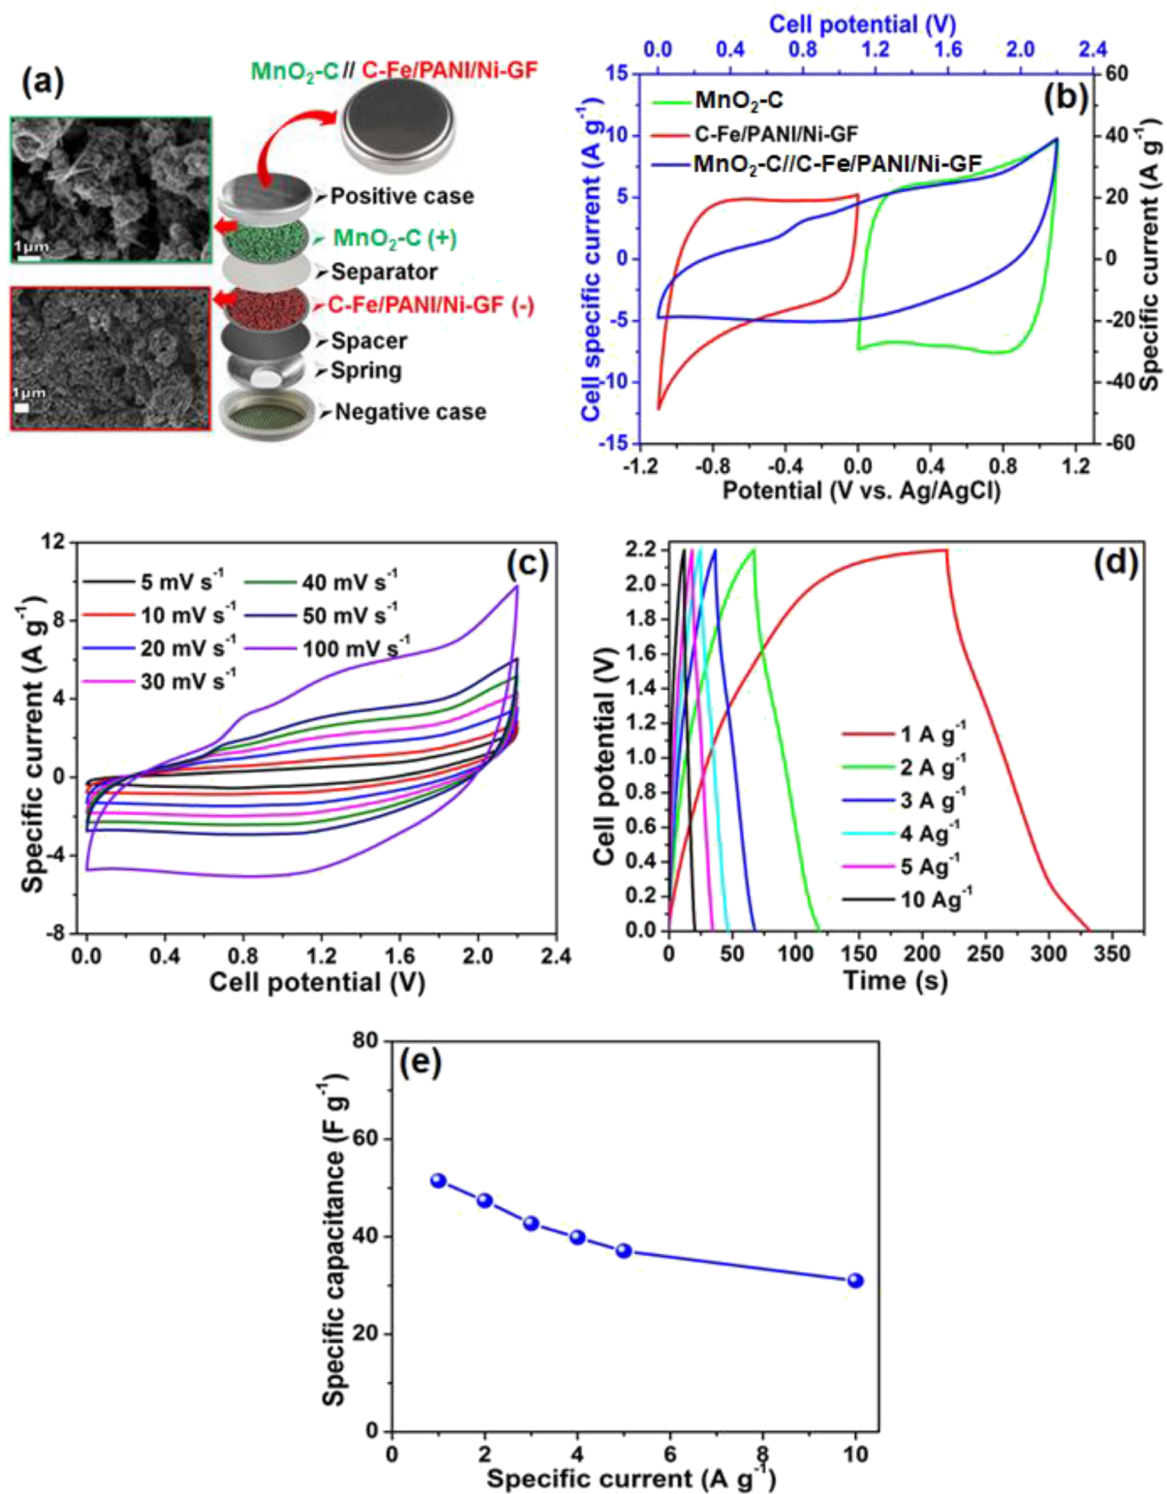 (a)
MnO₂-C// C-Fe/PANI/Ni-GF
1µm
1µm
Positive case
MnO₂-C (+)
Separator
C-Fe/PANI/Ni-GF (-)
Spacer
Spring
Negative case
Cell potential (V)
0.0 0.4 0.8 1.2 1.6 2.0 2.4
(b)
MnO₂-C
C-Fe/PANI/Ni-GF
MnO₂-C//C-Fe/PANI/Ni-GF
Cell specific current (A g⁻¹)
15
10
5
0
-5
-10
-15
Specific current (A g⁻¹)
60
40
20
0
-20
-40
-60
-1.2 -0.8 -0.4 0.0 0.4 0.8 1.2
Potential (V vs. Ag/AgCl)
(c)
5 mV s⁻¹ 40 mV s⁻¹
10 mV s⁻¹ 50 mV s⁻¹
20 mV s⁻¹ 100 mV s⁻¹
30 mV s⁻¹
Specific current (A g⁻¹)
12
8
4
0
-4
-8
0.0 0.4 0.8 1.2 1.6 2.0 2.4
Cell potential (V)
(d)
Cell potential (V)
2.2
2.0
1.8
1.6
1.4
1.2
1.0
0.8
0.6
0.4
0.2
0.0
1 A g⁻¹
2 A g⁻¹
3 A g⁻¹
4 Ag⁻¹
5 Ag⁻¹
10 Ag⁻¹
0 50 100 150 200 250 300 350
Time (s)
(e)
Specific capacitance (F g⁻¹)
80
60
40
20
0
0 2 4 6 8 10
Specific current (A g⁻¹)